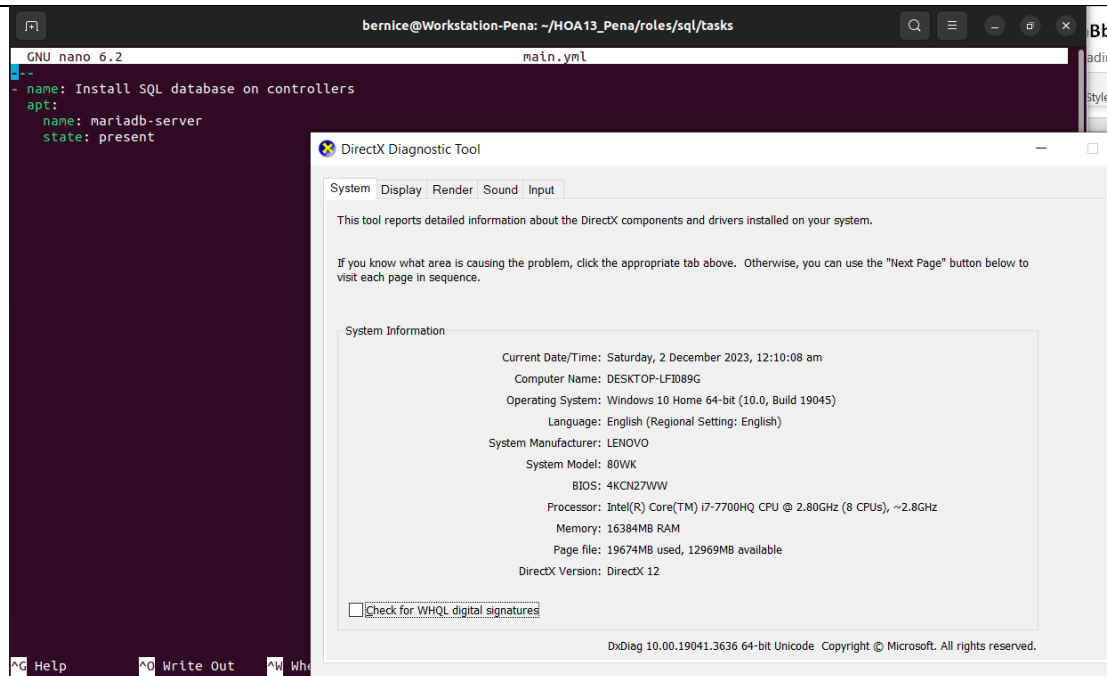 bernice@Workstation-Pena: ~/HOA13_Pena/roles/sql/tasks
GNU nano 6.2 main.yml
---
- name: Install SQL database on controllers
  apt:
    name: mariadb-server
    state: present
DirectX Diagnostic Tool
System Display Render Sound Input
This tool reports detailed information about the DirectX components and drivers installed on your system.
If you know what area is causing the problem, click the appropriate tab above. Otherwise, you can use the "Next Page" button below to
visit each page in sequence.
System Information
Current Date/Time: Saturday, 2 December 2023, 12:10:08 am
Computer Name: DESKTOP-LFI089G
Operating System: Windows 10 Home 64-bit (10.0, Build 19045)
Language: English (Regional Setting: English)
System Manufacturer: LENOVO
System Model: 80WK
BIOS: 4KCN27WW
Processor: Intel(R) Core(TM) i7-7700HQ CPU @ 2.80GHz (8 CPUs), ~2.8GHz
Memory: 16384MB RAM
Page file: 19674MB used, 12969MB available
DirectX Version: DirectX 12
Check for WHQL digital signatures
DxDiag 10.00.19041.3636 64-bit Unicode Copyright © Microsoft. All rights reserved.
^G Help ^O Write Out ^W Whe